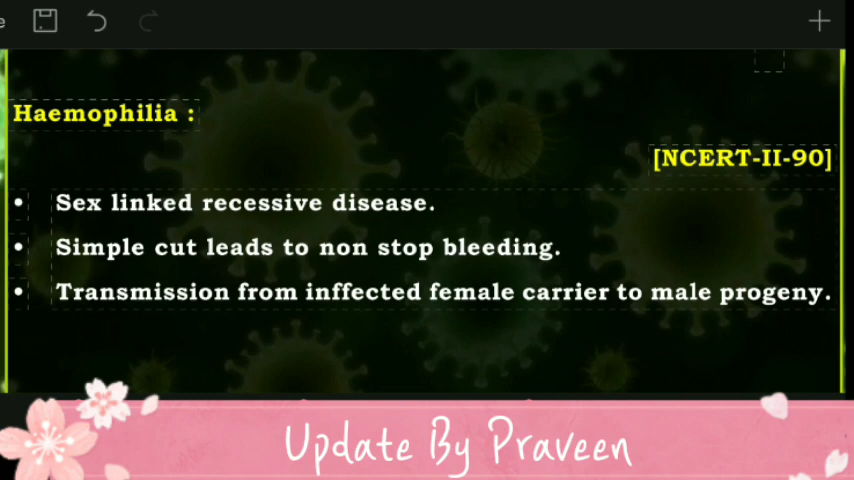 e
Haemophilia :
[NCERT-II-90]
• Sex linked recessive disease.
• Simple cut leads to non stop bleeding.
• Transmission from inffected female carrier to male progeny.
Update By Praveen